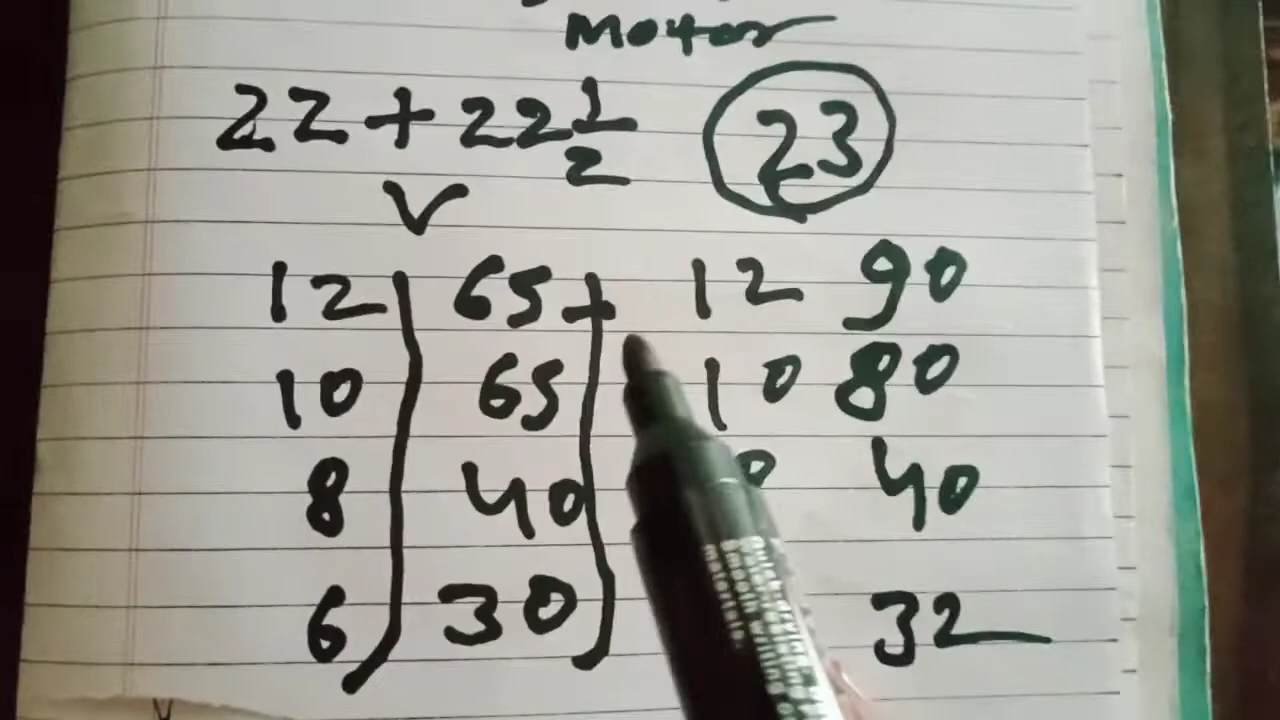 Motor
22 + 22 1/2 23
12 65+ 12 90
10 65 10 80
8 40 40
6 30 32